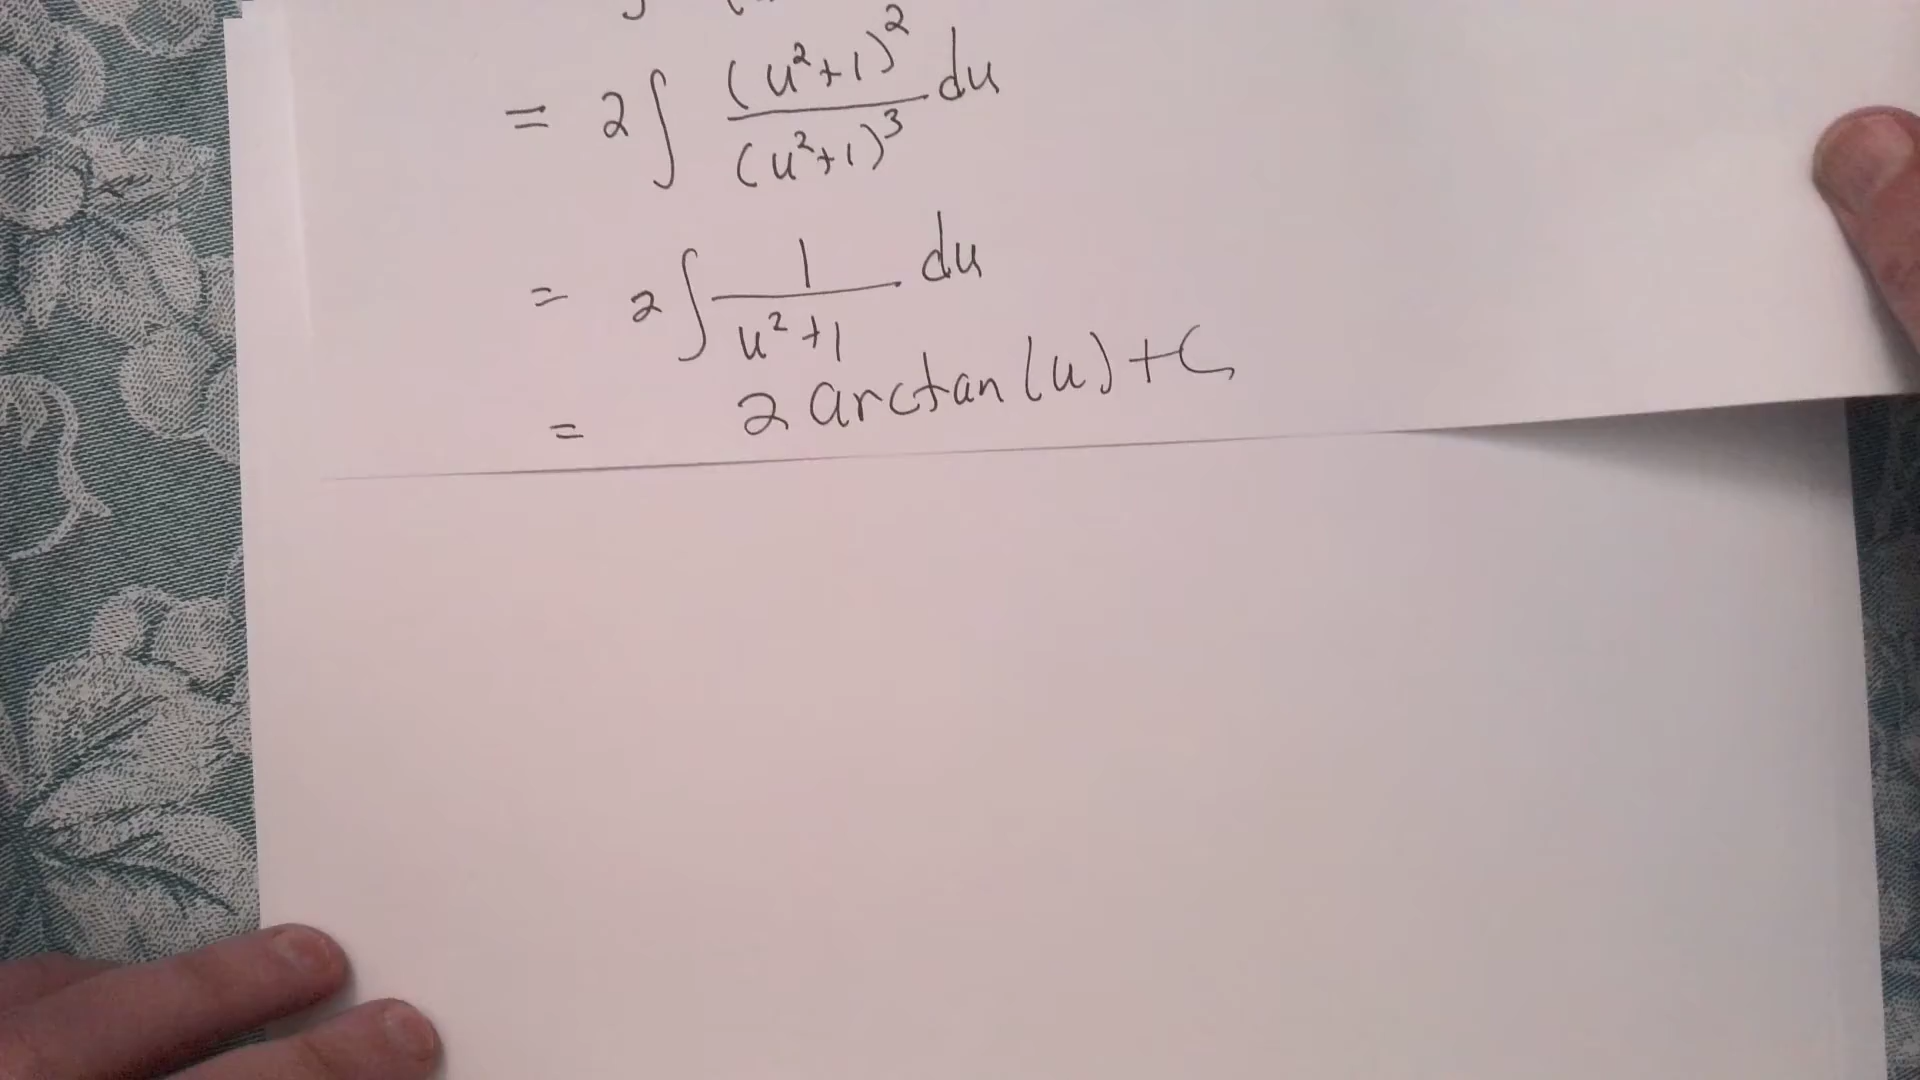 = 2∫ (u²+1)²/(u²+1)³ du
= 2∫ 1/(u²+1) du
= 2 arctan(u)+C